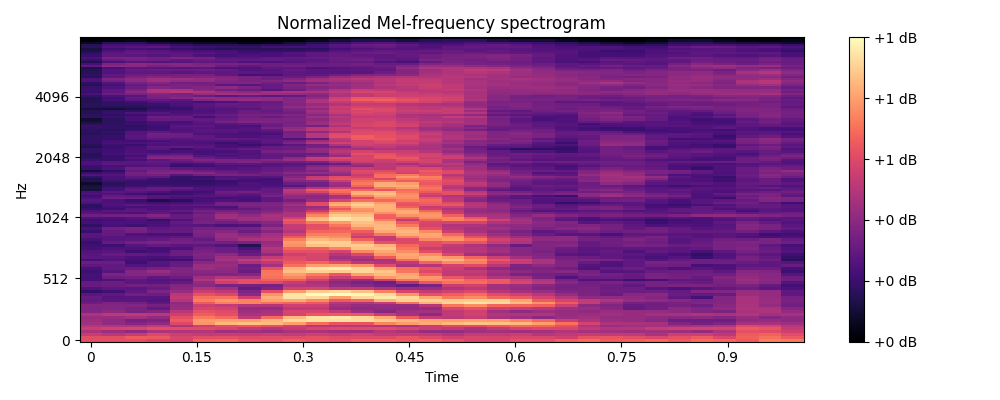 Normalized Mel-frequency spectrogram
Hz
4096
2048
1024
512
0
0 0.15 0.3 0.45 0.6 0.75 0.9
Time
+1 dB
+1 dB
+1 dB
+0 dB
+0 dB
+0 dB